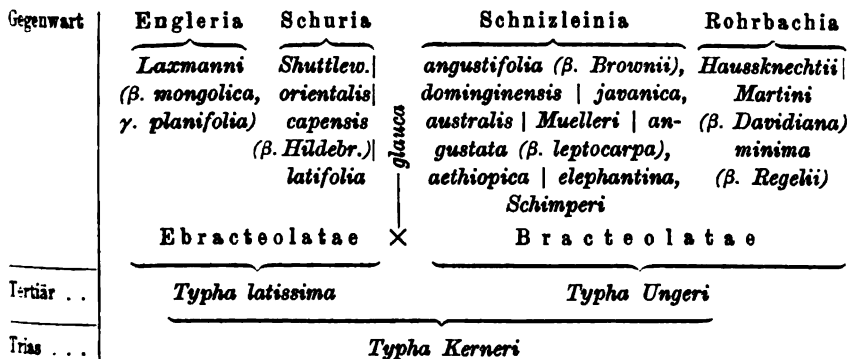 Gegenwart Engleria Schuria Schnizleinia Rohrbachia
Laxmanni Shuttlew.| angustifolia (β. Brownii), Haussknechtii|
(β. mongolica, orientalis| dominginensis | javanica, Martini
γ. planifolia) capensis australis | Muelleri | an- (β. Davidiana)
(β. Hildebr.)| glauca gustata (β. leptocarpa), minima
latifolia aethiopica | elephantina, (β. Regelii)
Schimperi
Ebracteolatae × Bracteolatae
Tertiär . . Typha latissima Typha Ungeri
Trias . . . Typha Kerneri